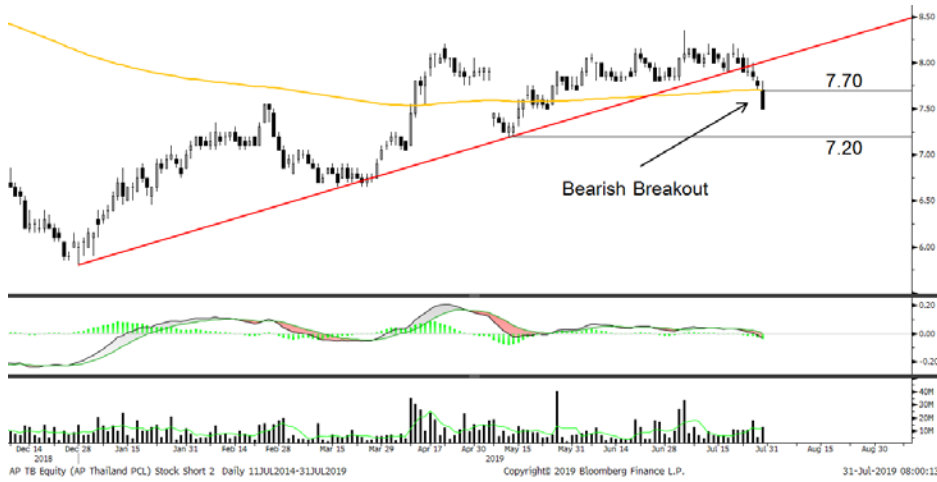 8.50
8.00
7.70
7.50
7.20
7.00
Bearish Breakout
6.50
6.00
0.20
0.00
-0.20
40M
30M
20M
10M
Dec 14 Dec 28 Jan 15 Jan 31 Feb 14 Feb 28 Mar 15 Mar 29 Apr 17 Apr 30 May 15 May 31 Jun 14 Jun 28 Jul 15 Jul 31 Aug 15 Aug 30
2018 2019
AP TB Equity (AP Thailand PCL) Stock Short 2 Daily 11JUL2014-31JUL2019 Copyright© 2019 Bloomberg Finance L.P. 31-Jul-2019 08:00:13